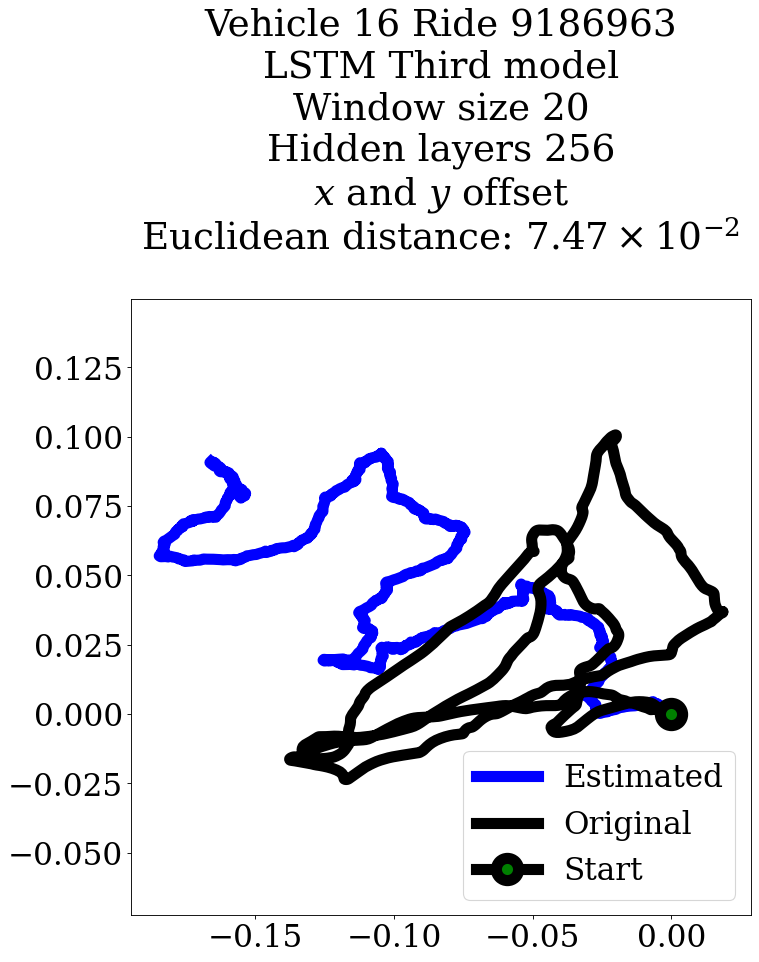 Vehicle 16 Ride 9186963
LSTM Third model
Window size 20
Hidden layers 256
x and y offset
Euclidean distance: 7.47 × 10⁻²
0.125
0.100
0.075
0.050
0.025
0.000
−0.025
−0.050
Estimated
Original
Start
−0.15
−0.10
−0.05
0.00